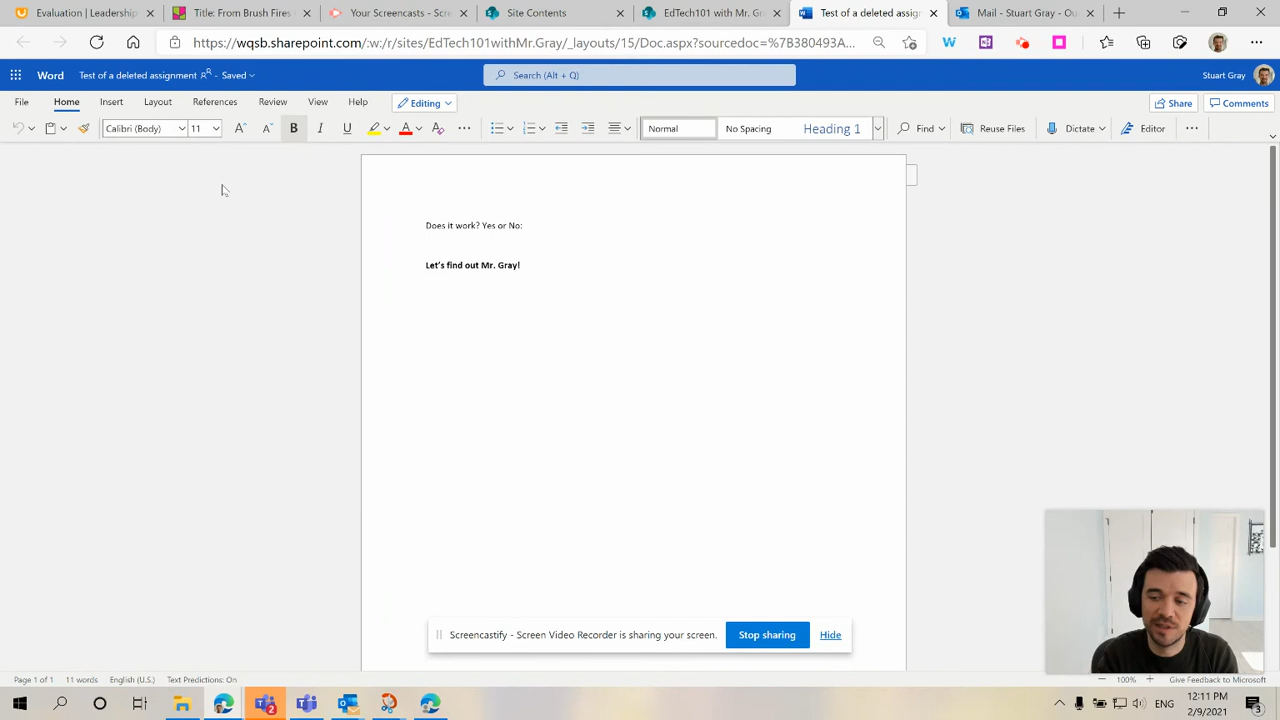 Evaluation | Leadership
Title: From Brush Fires
Your Screencasts - Scre
Site Contents
EdTech101 with Mr. Gra
Test of a deleted assign
Mail - Stuart Gray - Outl
https://wqsb.sharepoint.com/:w:/r/sites/EdTech101withMr.Gray/_layouts/15/Doc.aspx?sourcedoc=%7B380493A...
Word
Test of a deleted assignment - Saved
Search (Alt + Q)
Stuart Gray
File Home Insert Layout References Review View Help
Editing
Share
Comments
Calibri (Body)
11
Normal
No Spacing
Heading 1
Find
Reuse Files
Dictate
Editor
Does it work? Yes or No:
Let's find out Mr. Gray!
Screencastify - Screen Video Recorder is sharing your screen.
Stop sharing
Hide
Page 1 of 1 11 words English (U.S.) Text Predictions: On
100%
Give Feedback to Microsoft
2
ENG
12:11 PM
2/9/2021
3